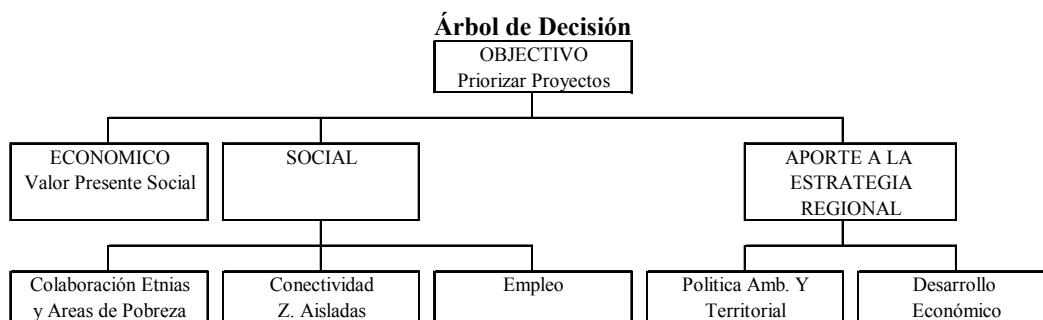 Árbol de Decisión
OBJECTIVO
Priorizar Proyectos
ECONOMICO
Valor Presente Social
SOCIAL
APORTE A LA
ESTRATEGIA
REGIONAL
Colaboración Etnias
y Areas de Pobreza
Conectividad
Z. Aisladas
Empleo
Politica Amb. Y
Territorial
Desarrollo
Económico